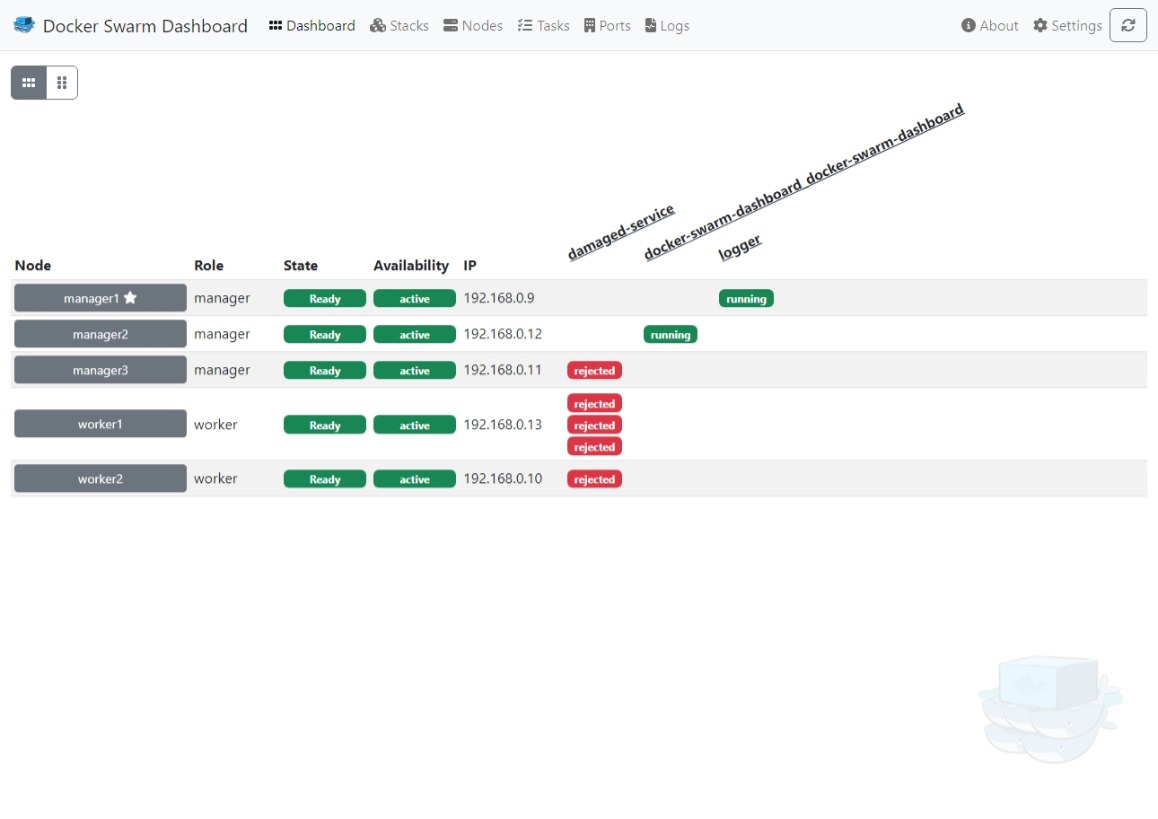 Docker Swarm Dashboard Dashboard Stacks Nodes Tasks Ports Logs About Settings
damaged-service docker-swarm-dashboard_docker-swarm-dashboard logger
Node Role State Availability IP
manager1 manager Ready active 192.168.0.9 running
manager2 manager Ready active 192.168.0.12 running
manager3 manager Ready active 192.168.0.11 rejected
rejected
worker1 worker Ready active 192.168.0.13 rejected
rejected
worker2 worker Ready active 192.168.0.10 rejected